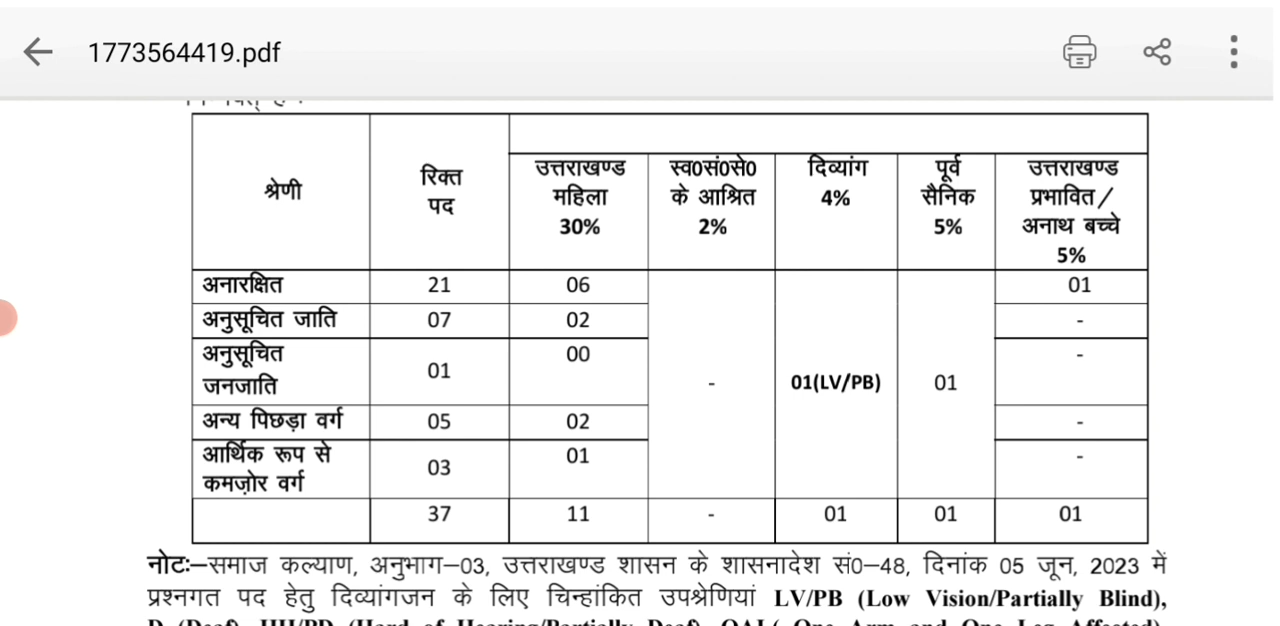 1773564419.pdf
श्रेणी
रिक्त
पद
उत्तराखण्ड
महिला
30%
स्व0सं0से0
के आश्रित
2%
दिव्यांग
4%
पूर्व
सैनिक
5%
उत्तराखण्ड
प्रभावित/
अनाथ बच्चे
5%
अनारक्षित 21 06 01
अनुसूचित जाति 07 02 -
अनुसूचित
जनजाति 01 00 -
- 01(LV/PB) 01
अन्य पिछड़ा वर्ग 05 02 -
आर्थिक रूप से
कमज़ोर वर्ग 03 01 -
37 11 - 01 01 01
नोटः–समाज कल्याण, अनुभाग–03, उत्तराखण्ड शासन के शासनादेश सं0–48, दिनांक 05 जून, 2023 में
प्रश्नगत पद हेतु दिव्यांगजन के लिए चिन्हांकित उपश्रेणियां LV/PB (Low Vision/Partially Blind),